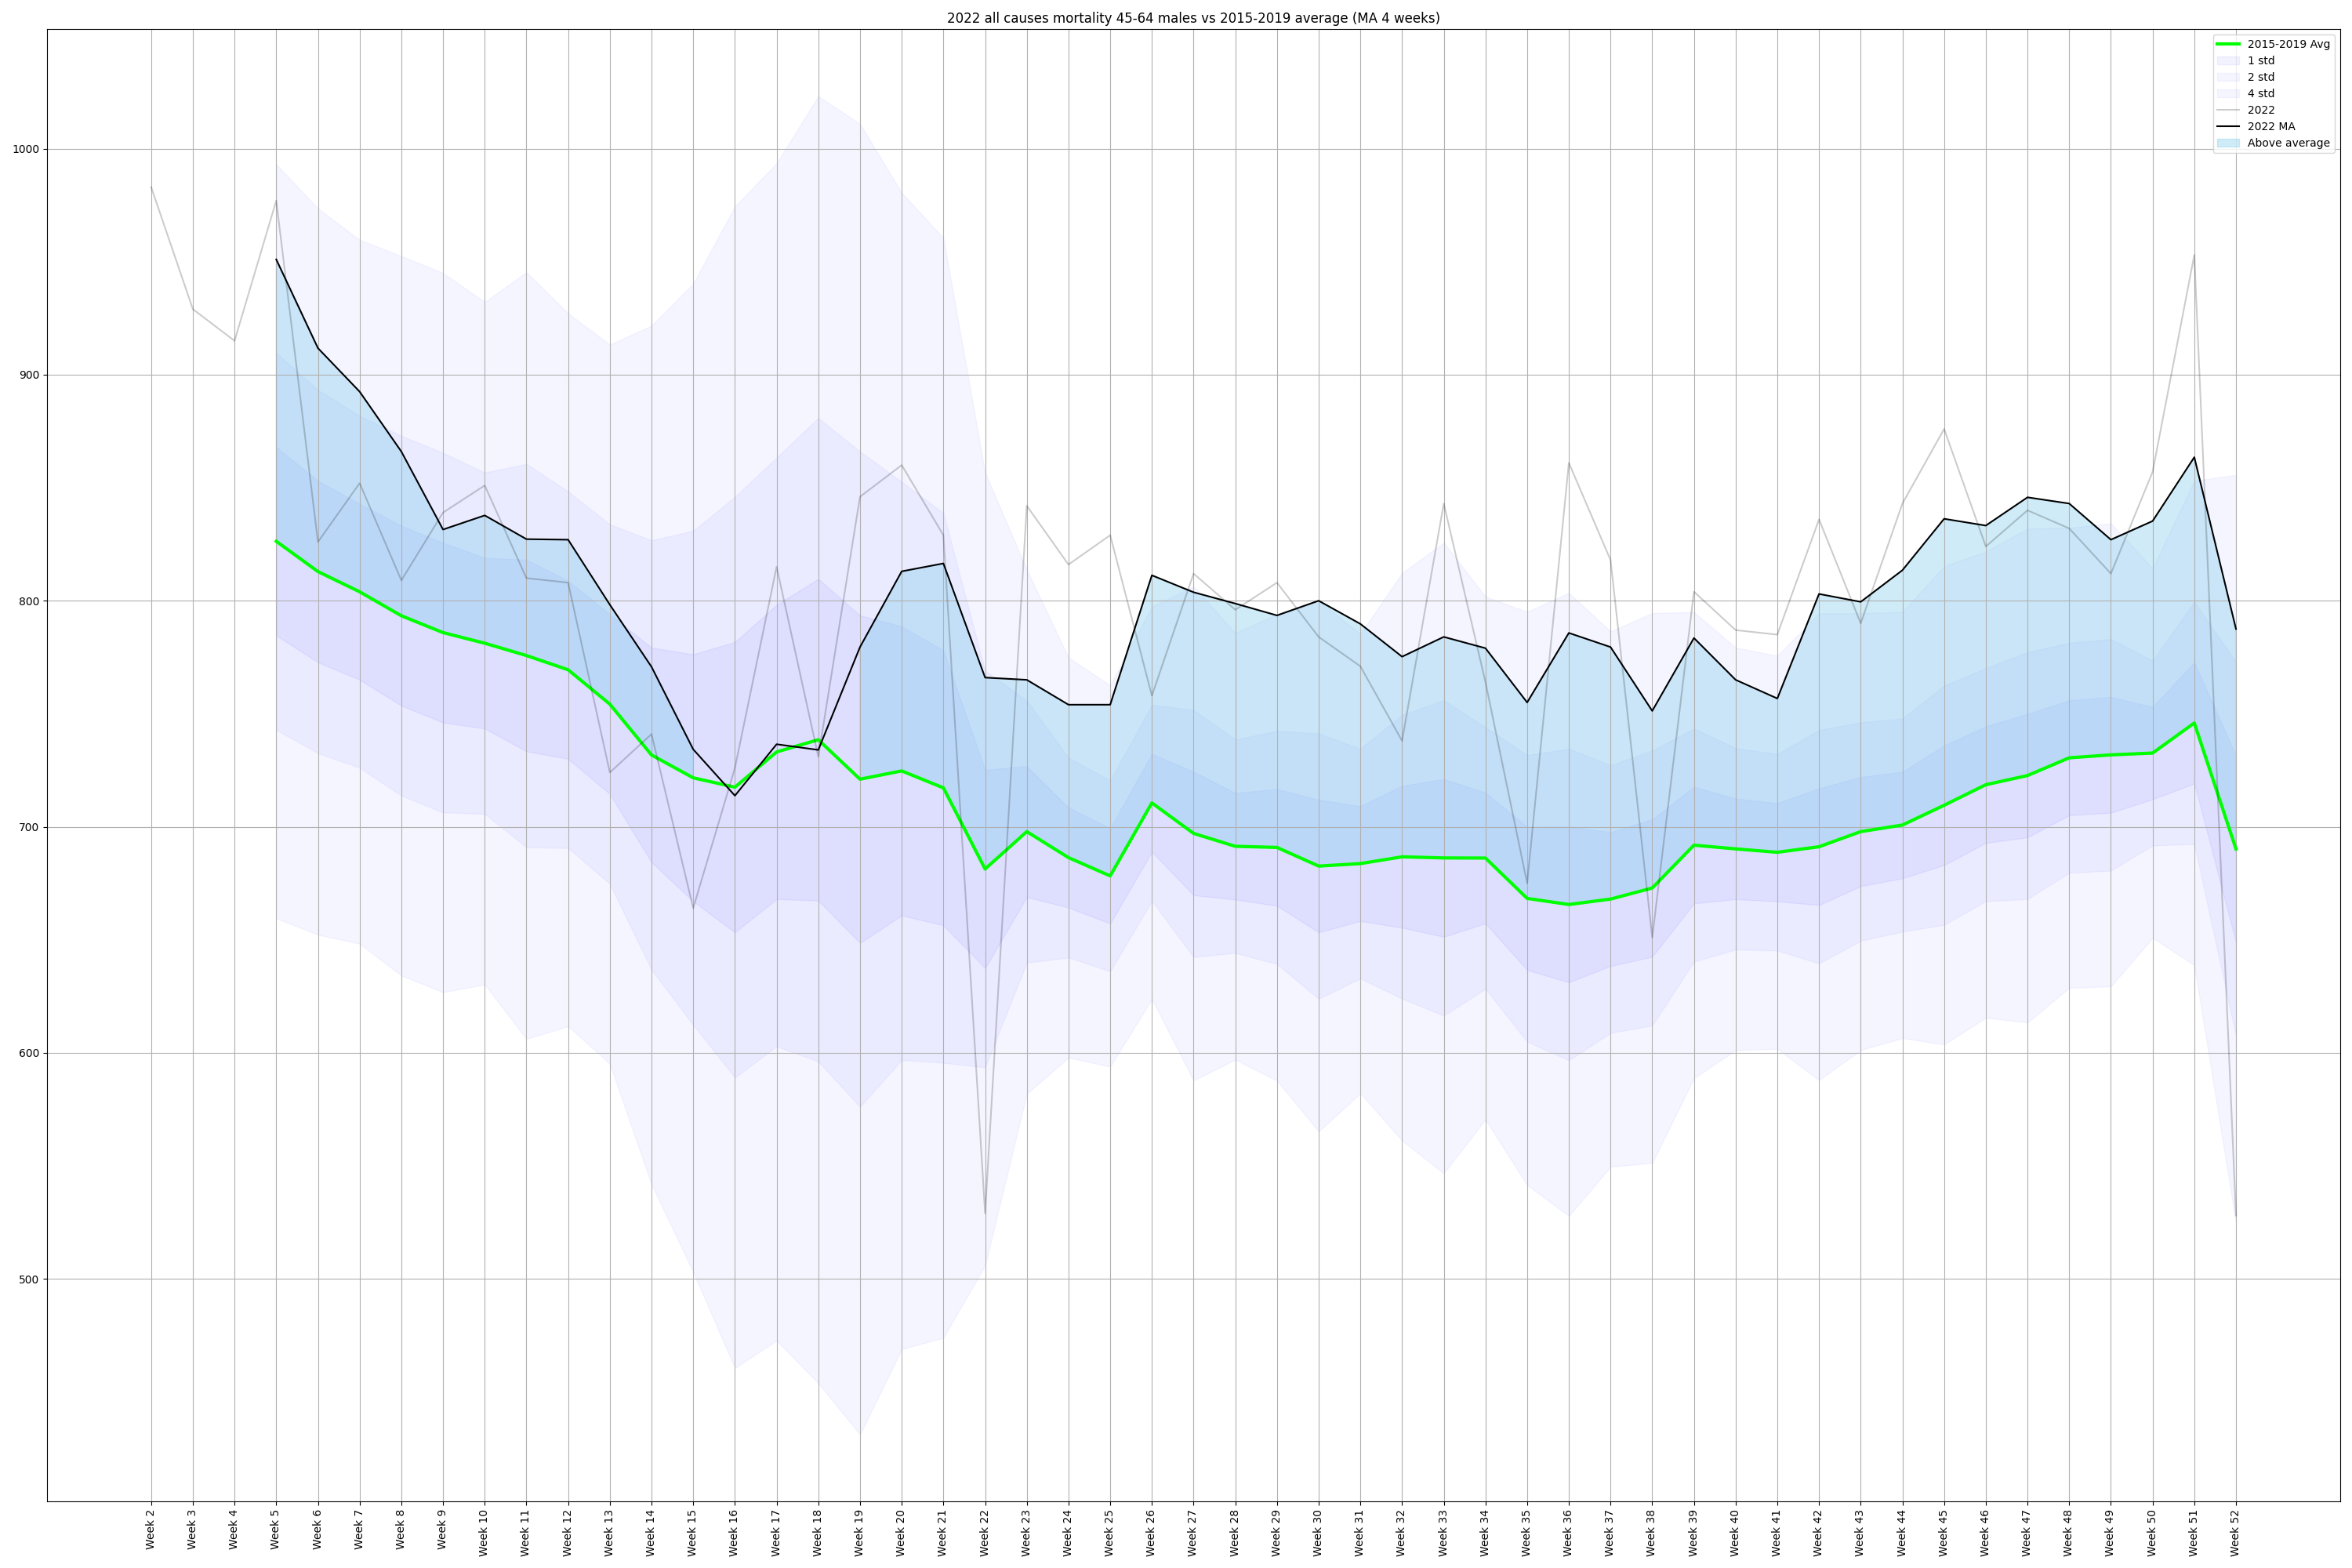 2022 all causes mortality 45-64 males vs 2015-2019 average (MA 4 weeks)
2015-2019 Avg
1 std
2 std
4 std
2022
2022 MA
Above average
1000
900
800
700
600
500
Week 2
Week 3
Week 4
Week 5
Week 6
Week 7
Week 8
Week 9
Week 10
Week 11
Week 12
Week 13
Week 14
Week 15
Week 16
Week 17
Week 18
Week 19
Week 20
Week 21
Week 22
Week 23
Week 24
Week 25
Week 26
Week 27
Week 28
Week 29
Week 30
Week 31
Week 32
Week 33
Week 34
Week 35
Week 36
Week 37
Week 38
Week 39
Week 40
Week 41
Week 42
Week 43
Week 44
Week 45
Week 46
Week 47
Week 48
Week 49
Week 50
Week 51
Week 52